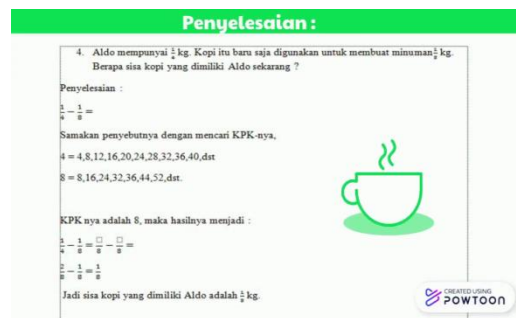 Penyelesaian :
4. Aldo mempunyai 1/4 kg. Kopi itu baru saja digunakan untuk membuat minuman 1/8 kg.
Berapa sisa kopi yang dimiliki Aldo sekarang ?
Penyelesaian :
1/4 − 1/8 =
Samakan penyebutnya dengan mencari KPK-nya,
4 = 4,8,12,16,20,24,28,32,36,40,dst
8 = 8,16,24,32,36,44,52,dst.
KPK nya adalah 8, maka hasilnya menjadi :
1/4 − 1/8 = □/8 − □/8 =
2/8 − 1/8 = 1/8
Jadi sisa kopi yang dimiliki Aldo adalah 1/8 kg.
CREATED USING
POWTOON